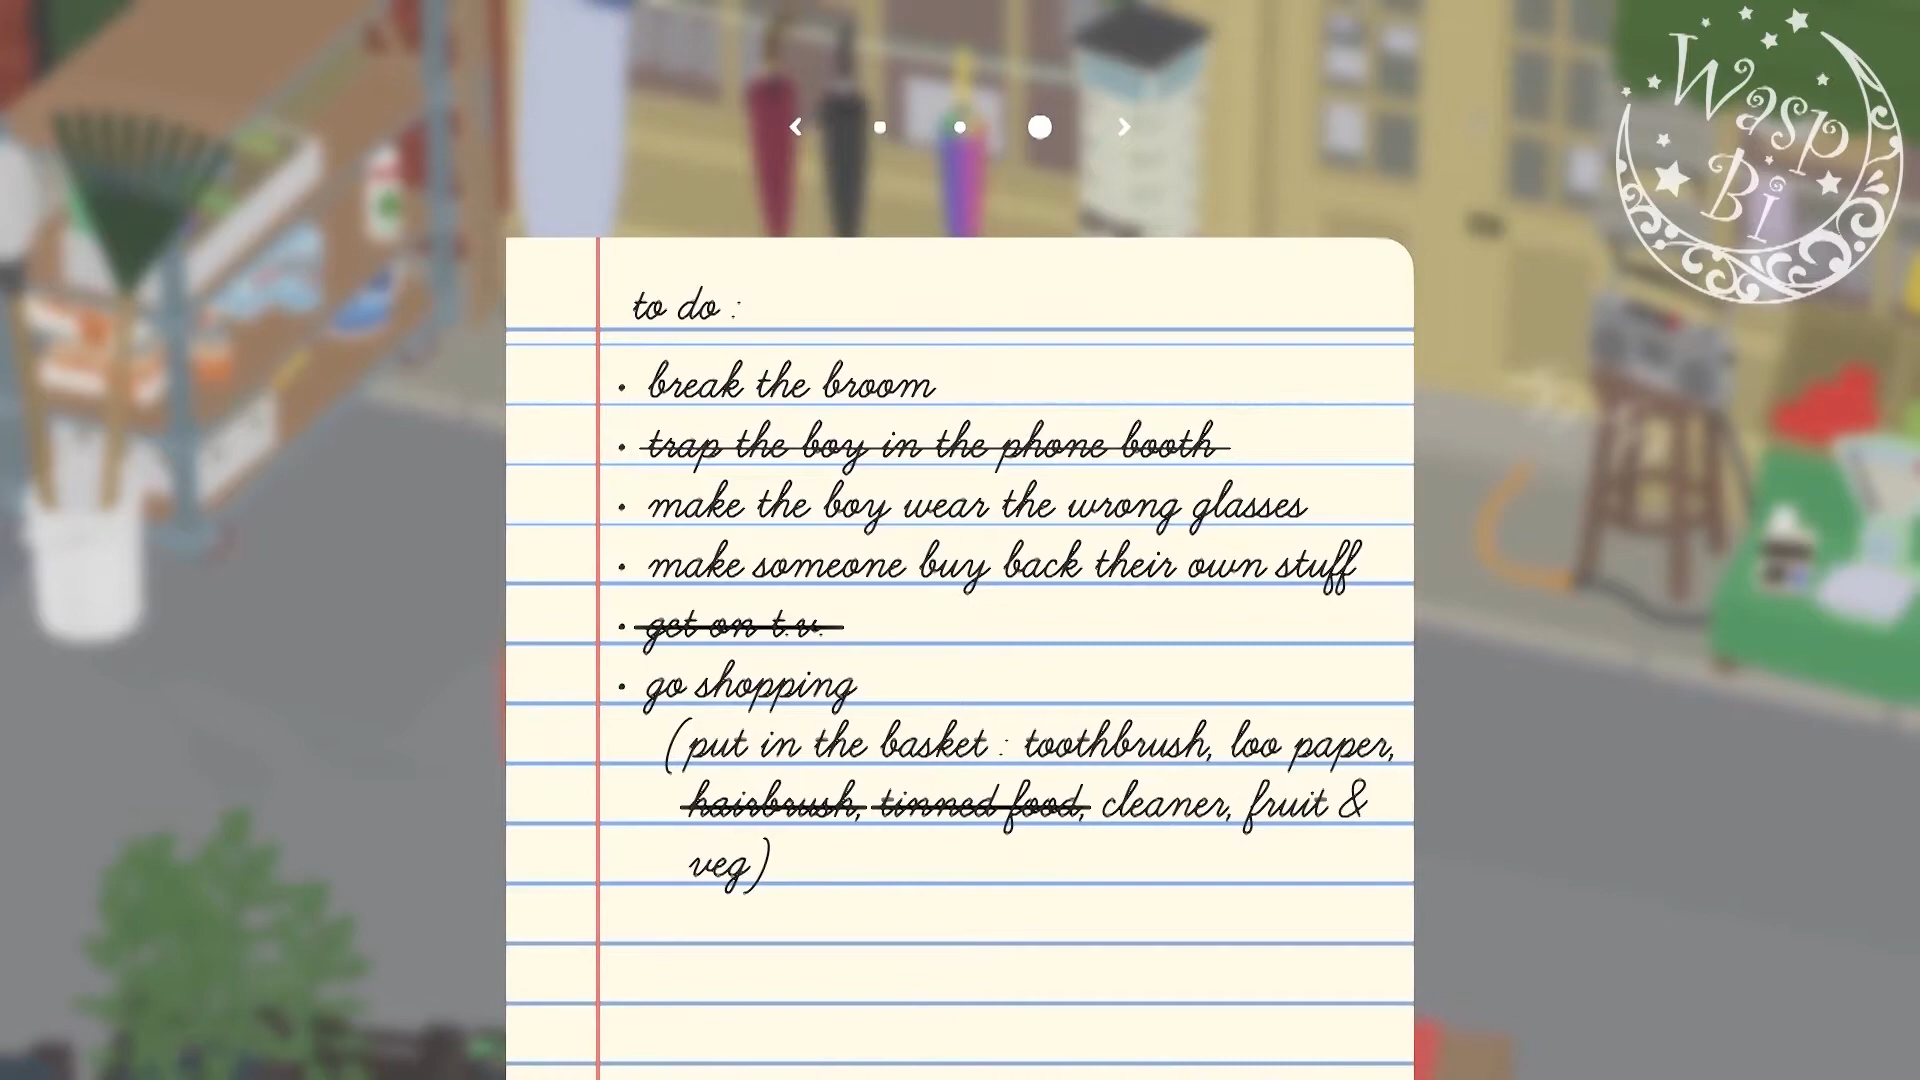 Wasp
Bi
to do :
• break the broom
• trap the boy in the phone booth
• make the boy wear the wrong glasses
• make someone buy back their own stuff
• get on t.v.
• go shopping
(put in the basket : toothbrush, loo paper,
hairbrush, tinned food, cleaner, fruit &
veg)